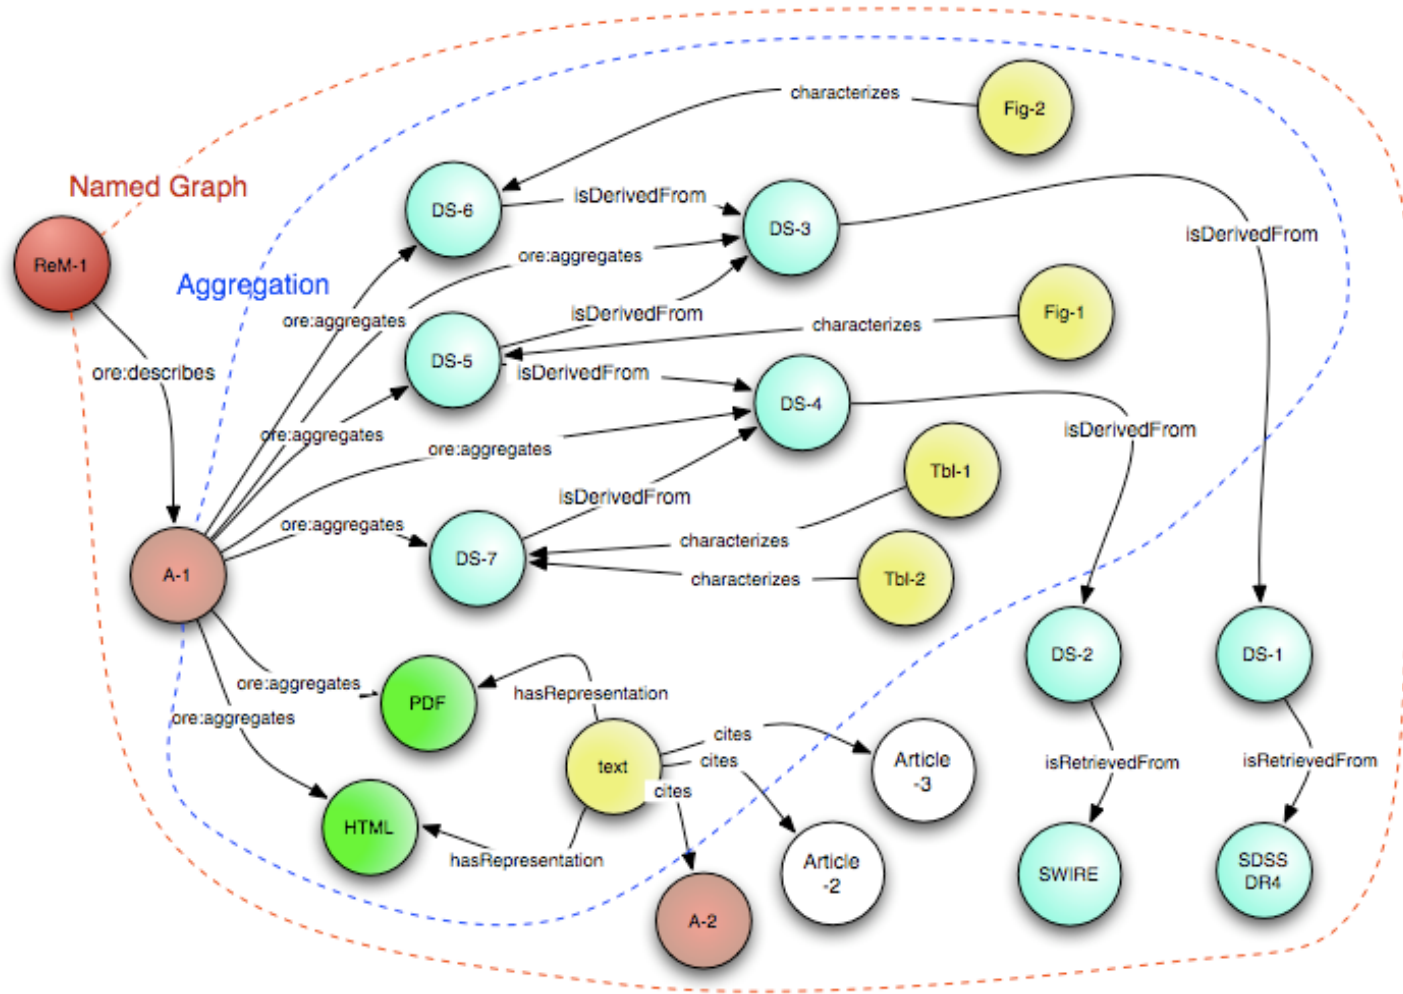 characterizes
Fig-2
Named Graph
DS-6
isDerivedFrom
DS-3
isDerivedFrom
ReM-1
ore:aggregates
Aggregation
ore:aggregates
isDerivedFrom
characterizes
Fig-1
DS-5
ore:describes
isDerivedFrom
DS-4
isDerivedFrom
ore:aggregates
ore:aggregates
Tbl-1
isDerivedFrom
ore:aggregates
characterizes
DS-7
A-1
characterizes
Tbl-2
DS-2
DS-1
ore:aggregates
PDF
hasRepresentation
ore:aggregates
cites
cites
text
cites
Article
-3
isRetrievedFrom
isRetrievedFrom
HTML
hasRepresentation
Article
-2
SWIRE
SDSS
DR4
A-2